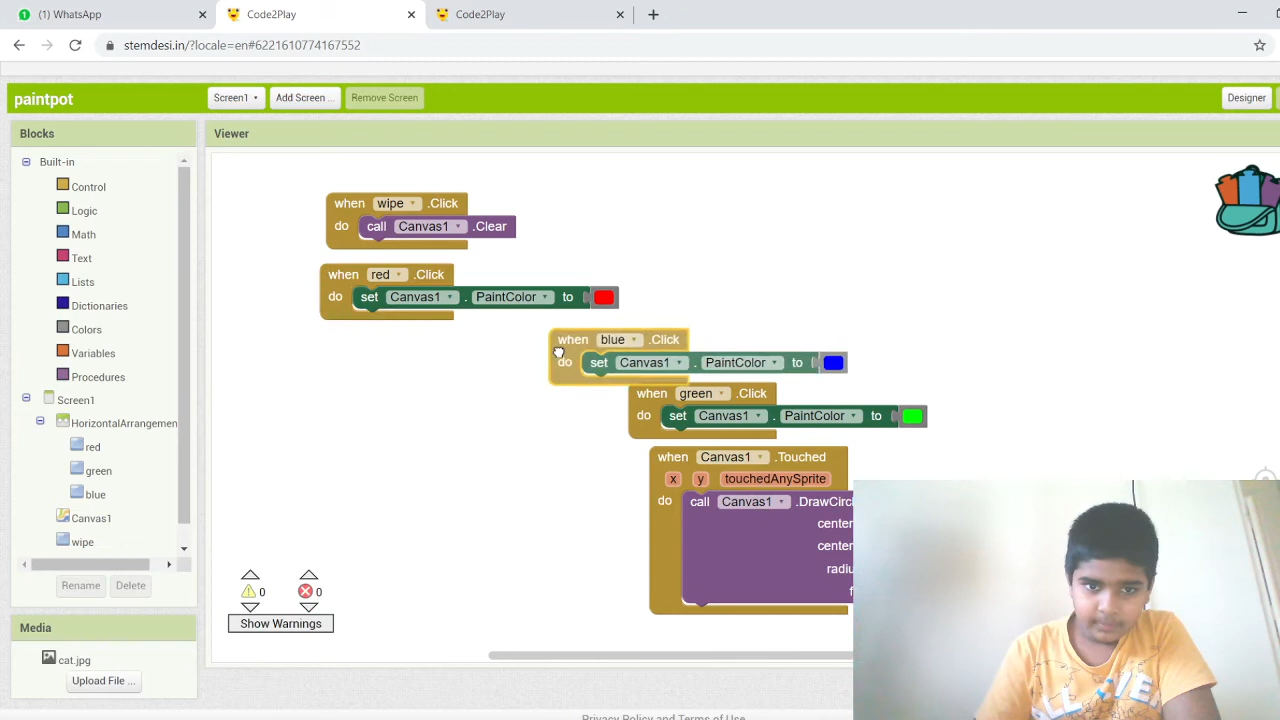 WhatsApp
Code2Play
Code2Play
stemdesi.in/?locale=en#6221610774167552
paintpot
Screen1
Add Screen ...
Remove Screen
Designer
Blocks
Viewer
Built-in
Control
Logic
Math
Text
Lists
Dictionaries
Colors
Variables
Procedures
Screen1
HorizontalArrangemen
red
green
blue
Canvas1
wipe
Rename
Delete
Media
cat.jpg
Upload File ...
when wipe .Click
do call Canvas1 .Clear
when red .Click
do set Canvas1 . PaintColor to
when blue .Click
do set Canvas1 . PaintColor to
when green .Click
do set Canvas1 . PaintColor to
when Canvas1 .Touched
x y touchedAnySprite
do call Canvas1 .DrawCirc
center
center
radiu
f
0 0
Show Warnings
Privacy Policy and Terms of Use